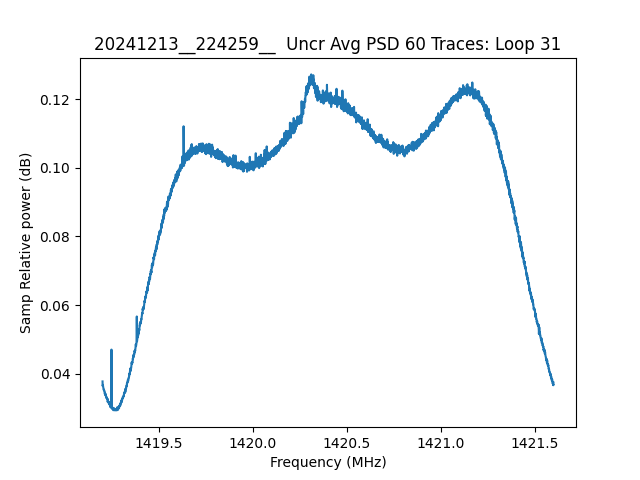 20241213__224259__  Uncr Avg PSD 60 Traces: Loop 31
Samp Relative power (dB)
0.12
0.10
0.08
0.06
0.04
1419.5 1420.0 1420.5 1421.0 1421.5
Frequency (MHz)